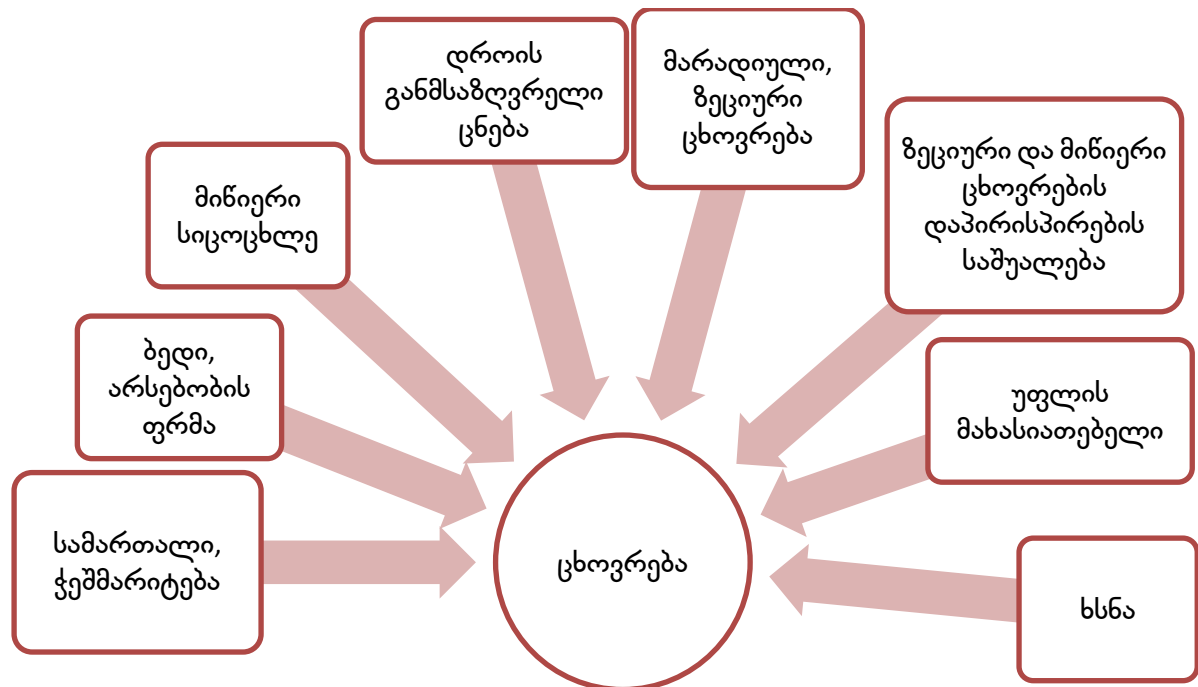 დროის
განმსაზღვრელი
ცნება
მარადიული,
ზეციური
ცხოვრება
ზეციური და მიწიერი
ცხოვრების
დაპირისპირების
საშუალება
მიწიერი
სიცოცხლე
ბედი,
არსებობის
ფრმა
უფლის
მახასიათებელი
სამართალი,
ჭეშმარიტება
ცხოვრება
ხსნა